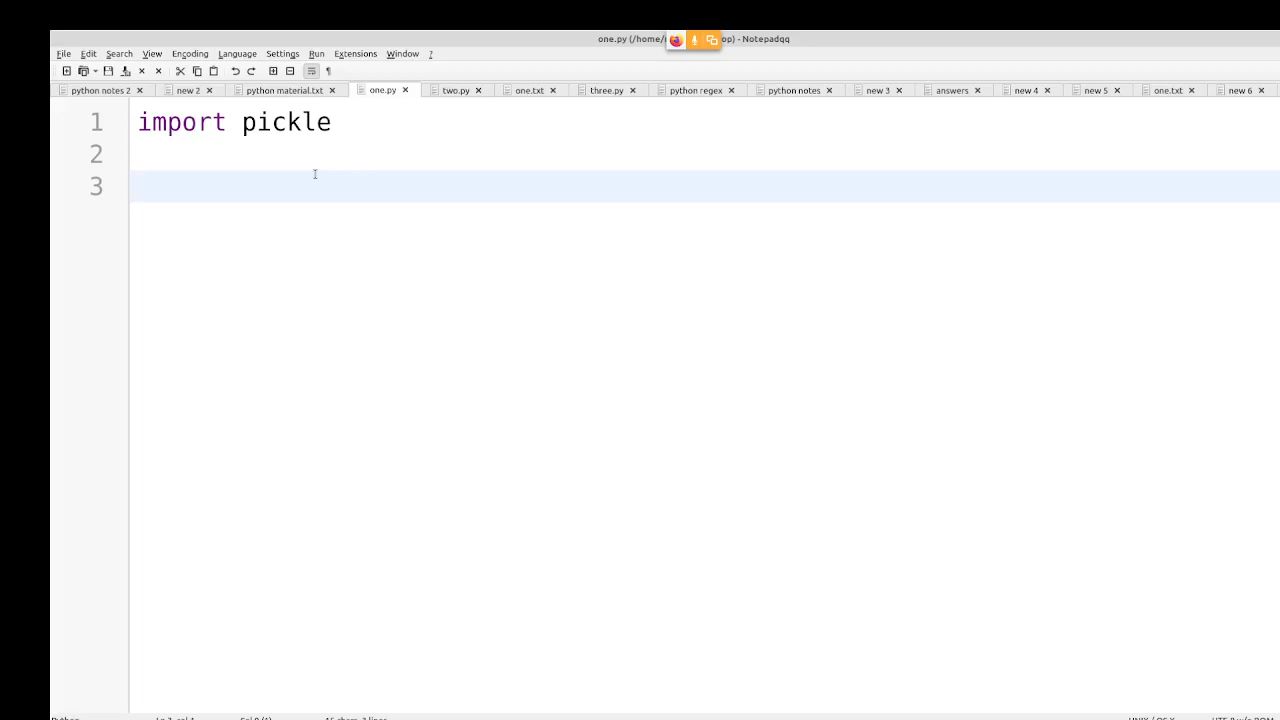 one.py (/home/ op) - Notepadqq
File Edit Search View Encoding Language Settings Run Extensions Window ?
python notes 2 new 2 python material.txt one.py two.py one.txt three.py python regex python notes new 3 answers new 4 new 5 one.txt new 6
1 import pickle
2
3